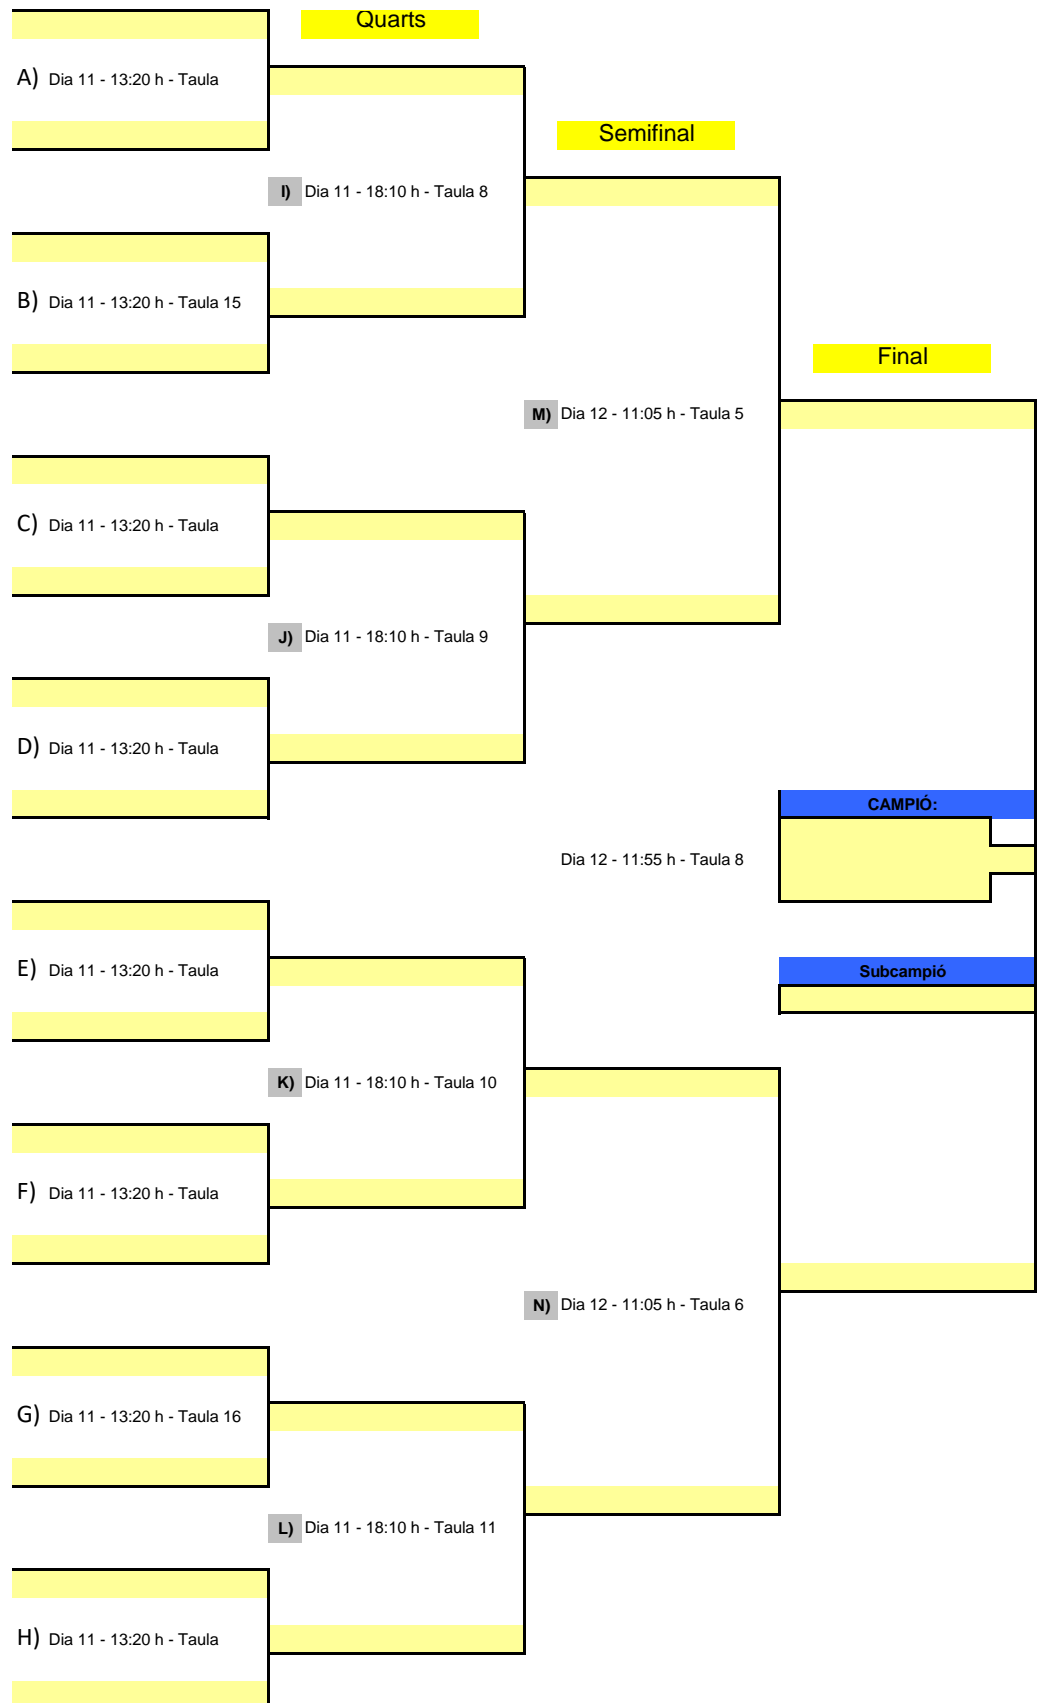 Quarts
A) Dia 11 - 13:20 h - Taula
Semifinal
I) Dia 11 - 18:10 h - Taula 8
B) Dia 11 - 13:20 h - Taula 15
Final
M) Dia 12 - 11:05 h - Taula 5
C) Dia 11 - 13:20 h - Taula
J) Dia 11 - 18:10 h - Taula 9
D) Dia 11 - 13:20 h - Taula
CAMPIÓ:
Dia 12 - 11:55 h - Taula 8
E) Dia 11 - 13:20 h - Taula
Subcampió
K) Dia 11 - 18:10 h - Taula 10
F) Dia 11 - 13:20 h - Taula
N) Dia 12 - 11:05 h - Taula 6
G) Dia 11 - 13:20 h - Taula 16
L) Dia 11 - 18:10 h - Taula 11
H) Dia 11 - 13:20 h - Taula